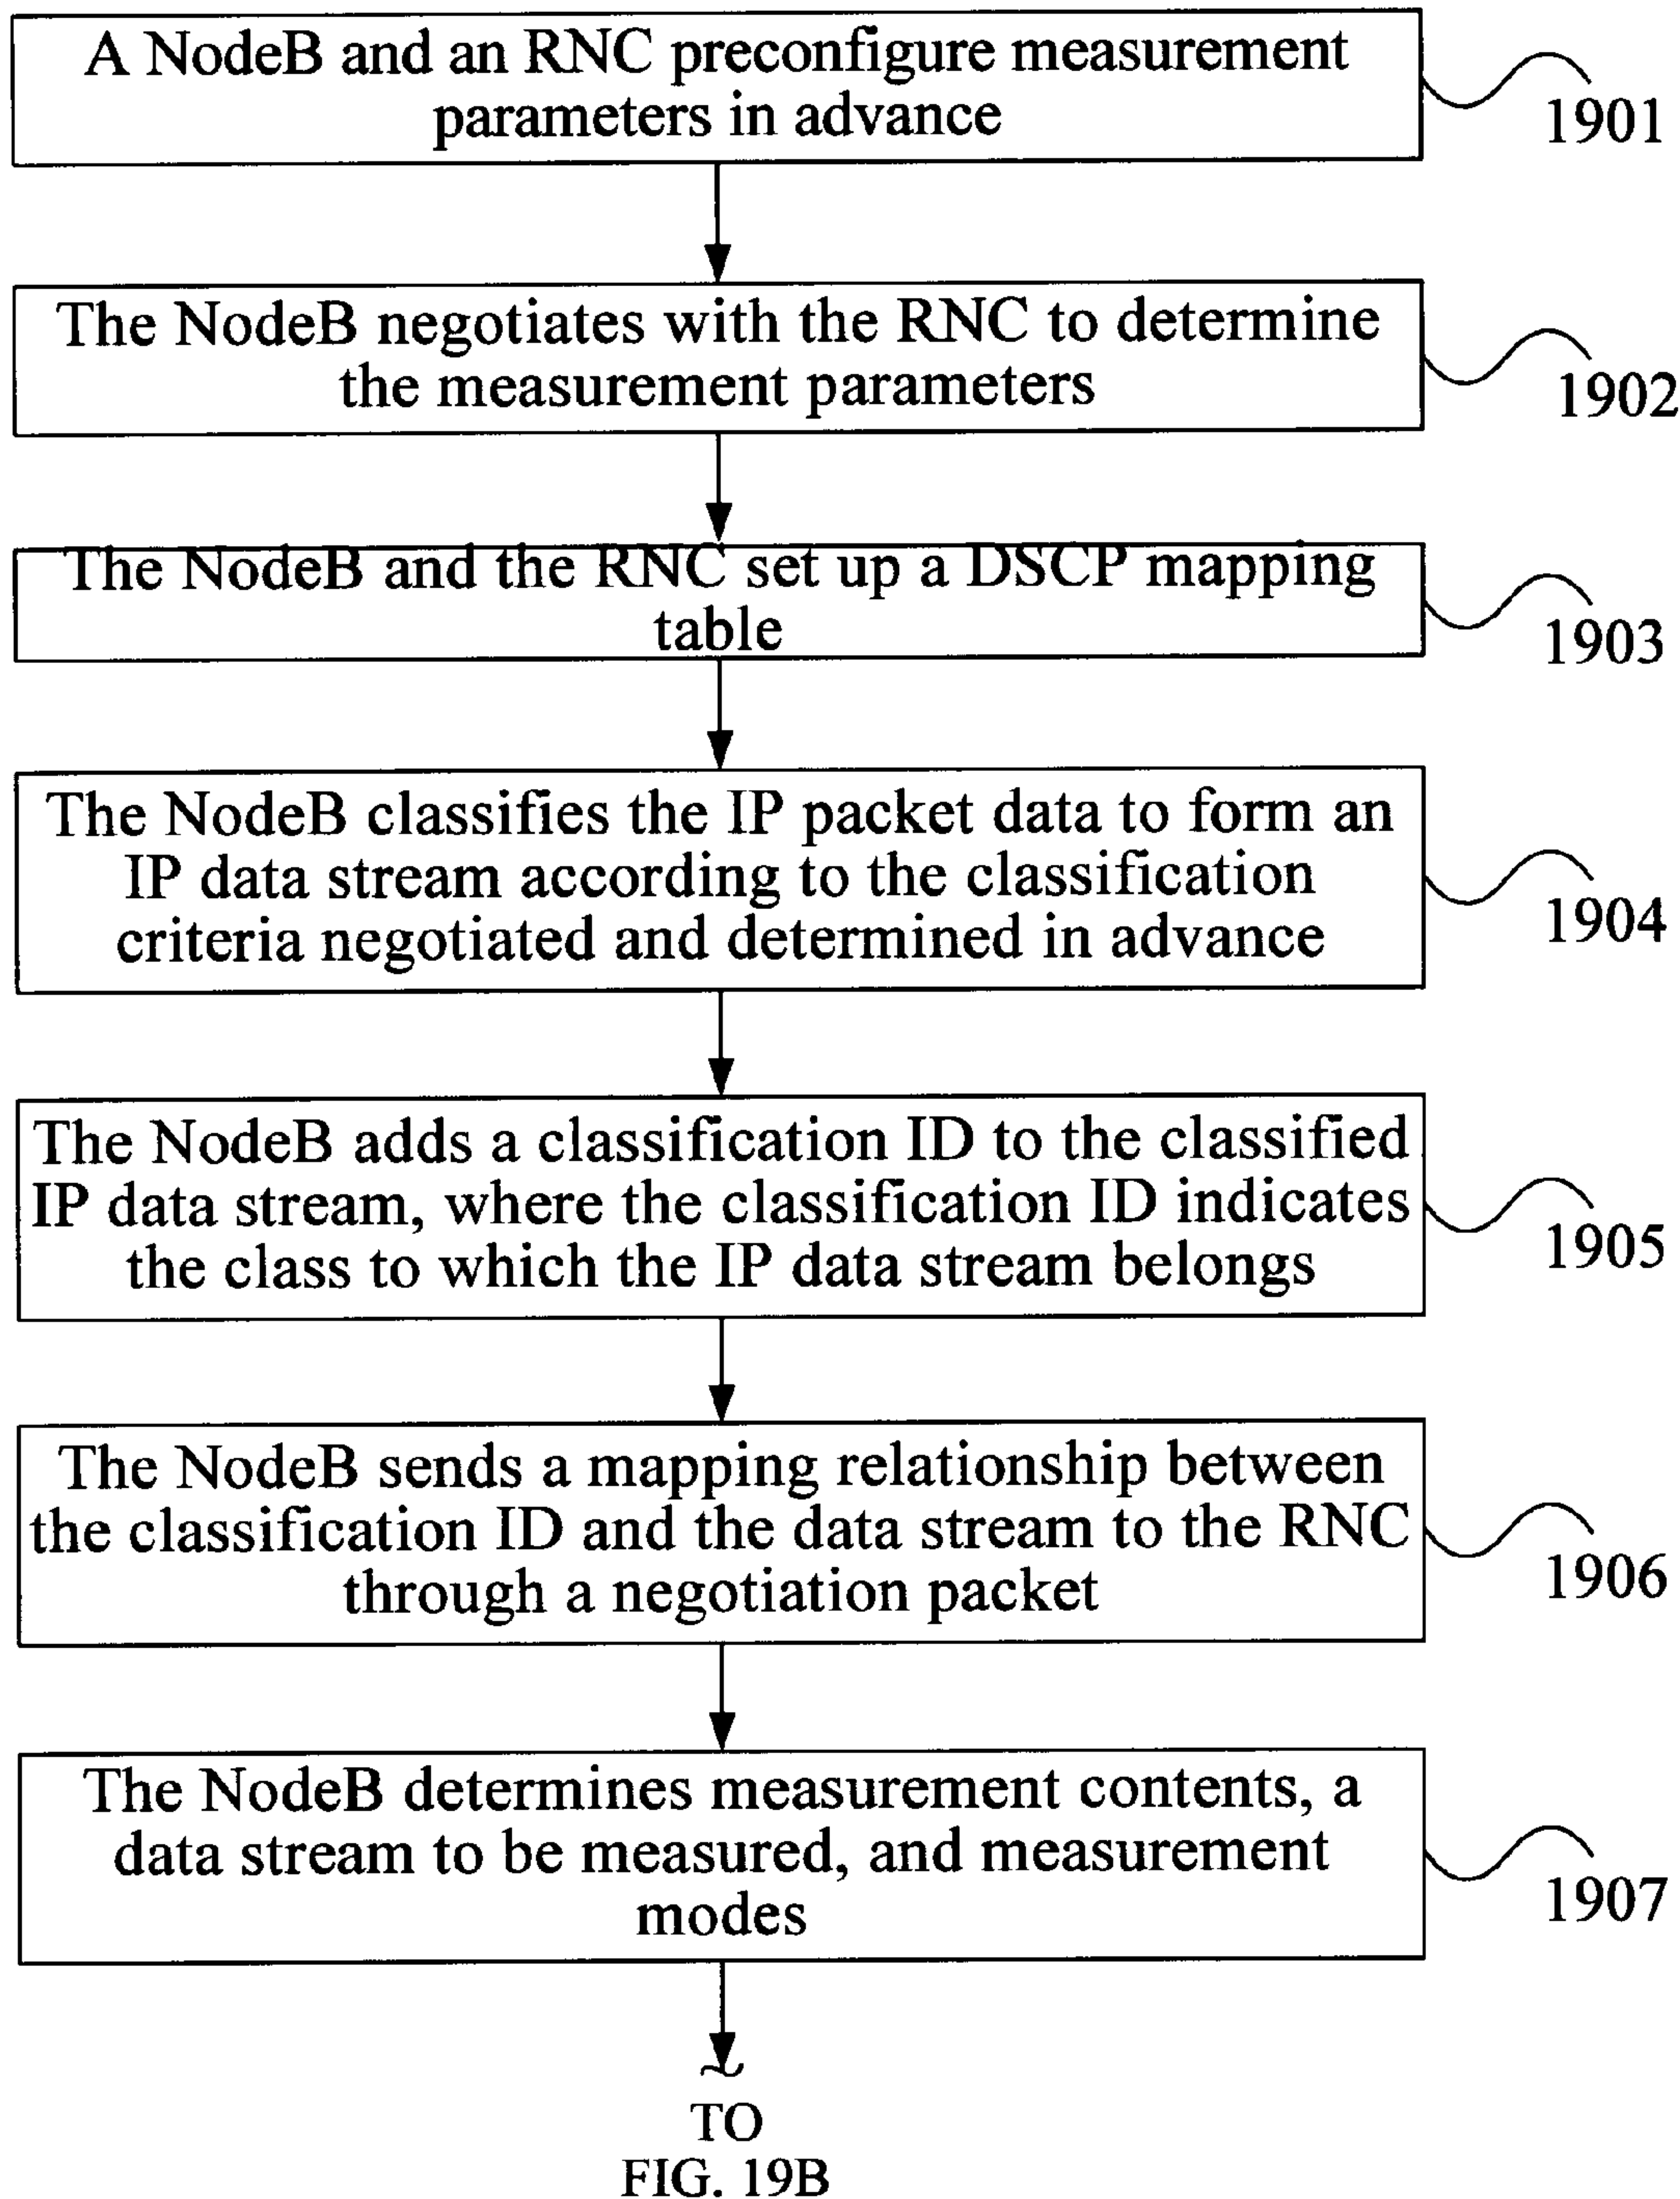 A NodeB and an RNC preconfigure measurement
parameters in advance
1901
The NodeB negotiates with the RNC to determine
the measurement parameters
1902
The NodeB and the RNC set up a DSCP mapping
table
1903
The NodeB classifies the IP packet data to form an
IP data stream according to the classification
criteria negotiated and determined in advance
1904
The NodeB adds a classification ID to the classified
IP data stream, where the classification ID indicates
the class to which the IP data stream belongs
1905
The NodeB sends a mapping relationship between
the classification ID and the data stream to the RNC
through a negotiation packet
1906
The NodeB determines measurement contents, a
data stream to be measured, and measurement
modes
1907
TO
FIG. 19B